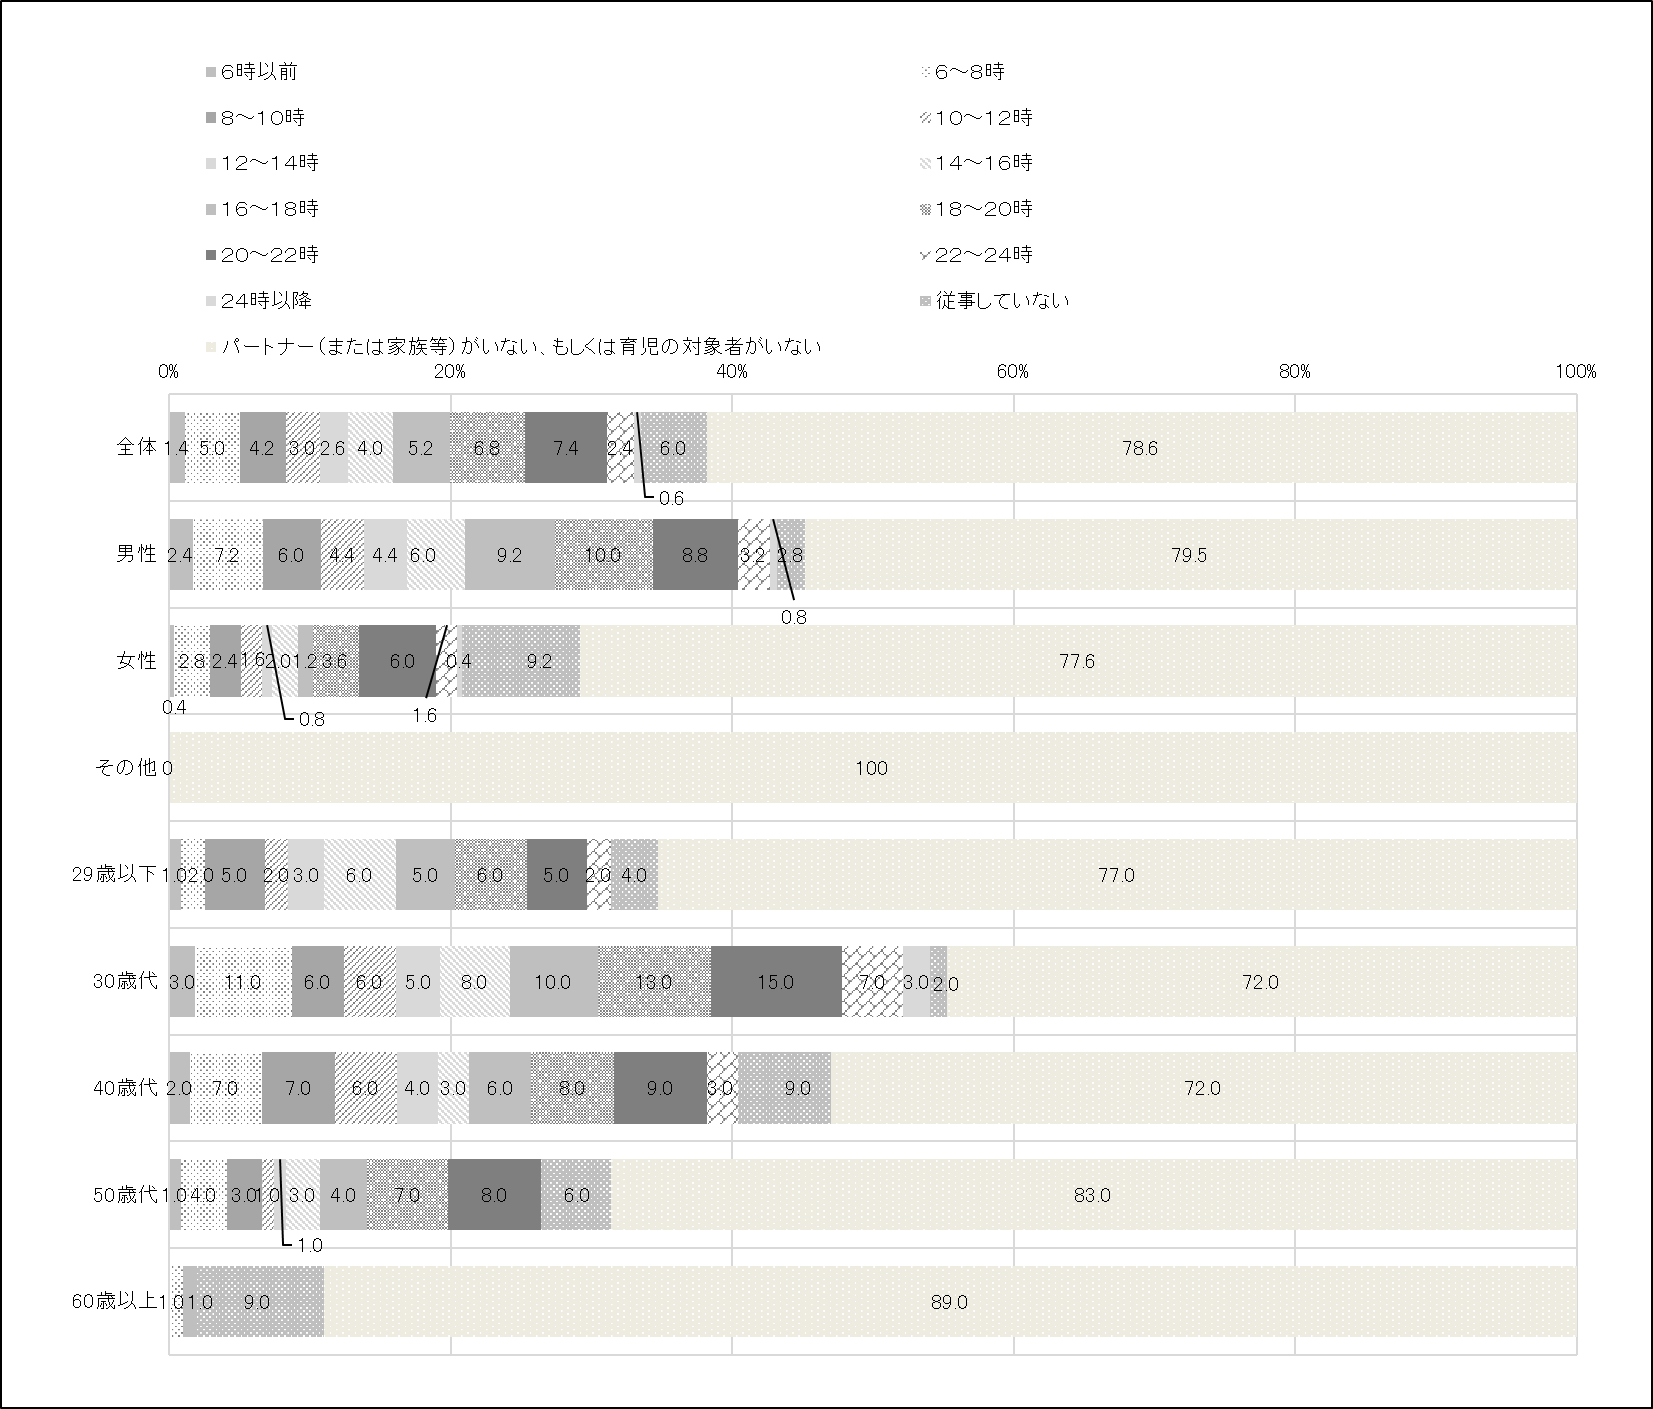 6時以前 6～8時
8～10時 10～12時
12～14時 14～16時
16～18時 18～20時
20～22時 22～24時
24時以降 従事していない
パートナー(または家族等)がいない、もしくは育児の対象者がいない
0% 20% 40% 60% 80% 100%
全体 1.4 5.0 4.2 3.0 2.6 4.0 5.2 6.8 7.4 2.4 6.0 78.6
0.6
男性 2.4 7.2 6.0 4.4 4.4 6.0 9.2 10.0 8.8 3.2 2.8 79.5
0.8
女性 2.8 2.4 1.6 2.0 1.2 3.6 6.0 0.4 9.2 77.6
0.4 0.8 1.6
その他 0 100
29歳以下 1.0 2.0 5.0 2.0 3.0 6.0 5.0 6.0 5.0 2.0 4.0 77.0
30歳代 3.0 11.0 6.0 6.0 5.0 8.0 10.0 13.0 15.0 7.0 3.0 2.0 72.0
40歳代 2.0 7.0 7.0 6.0 4.0 3.0 6.0 8.0 9.0 3.0 9.0 72.0
50歳代 1.0 4.0 3.0 1.0 3.0 4.0 7.0 8.0 6.0 83.0
1.0
60歳以上 1.0 1.0 9.0 89.0